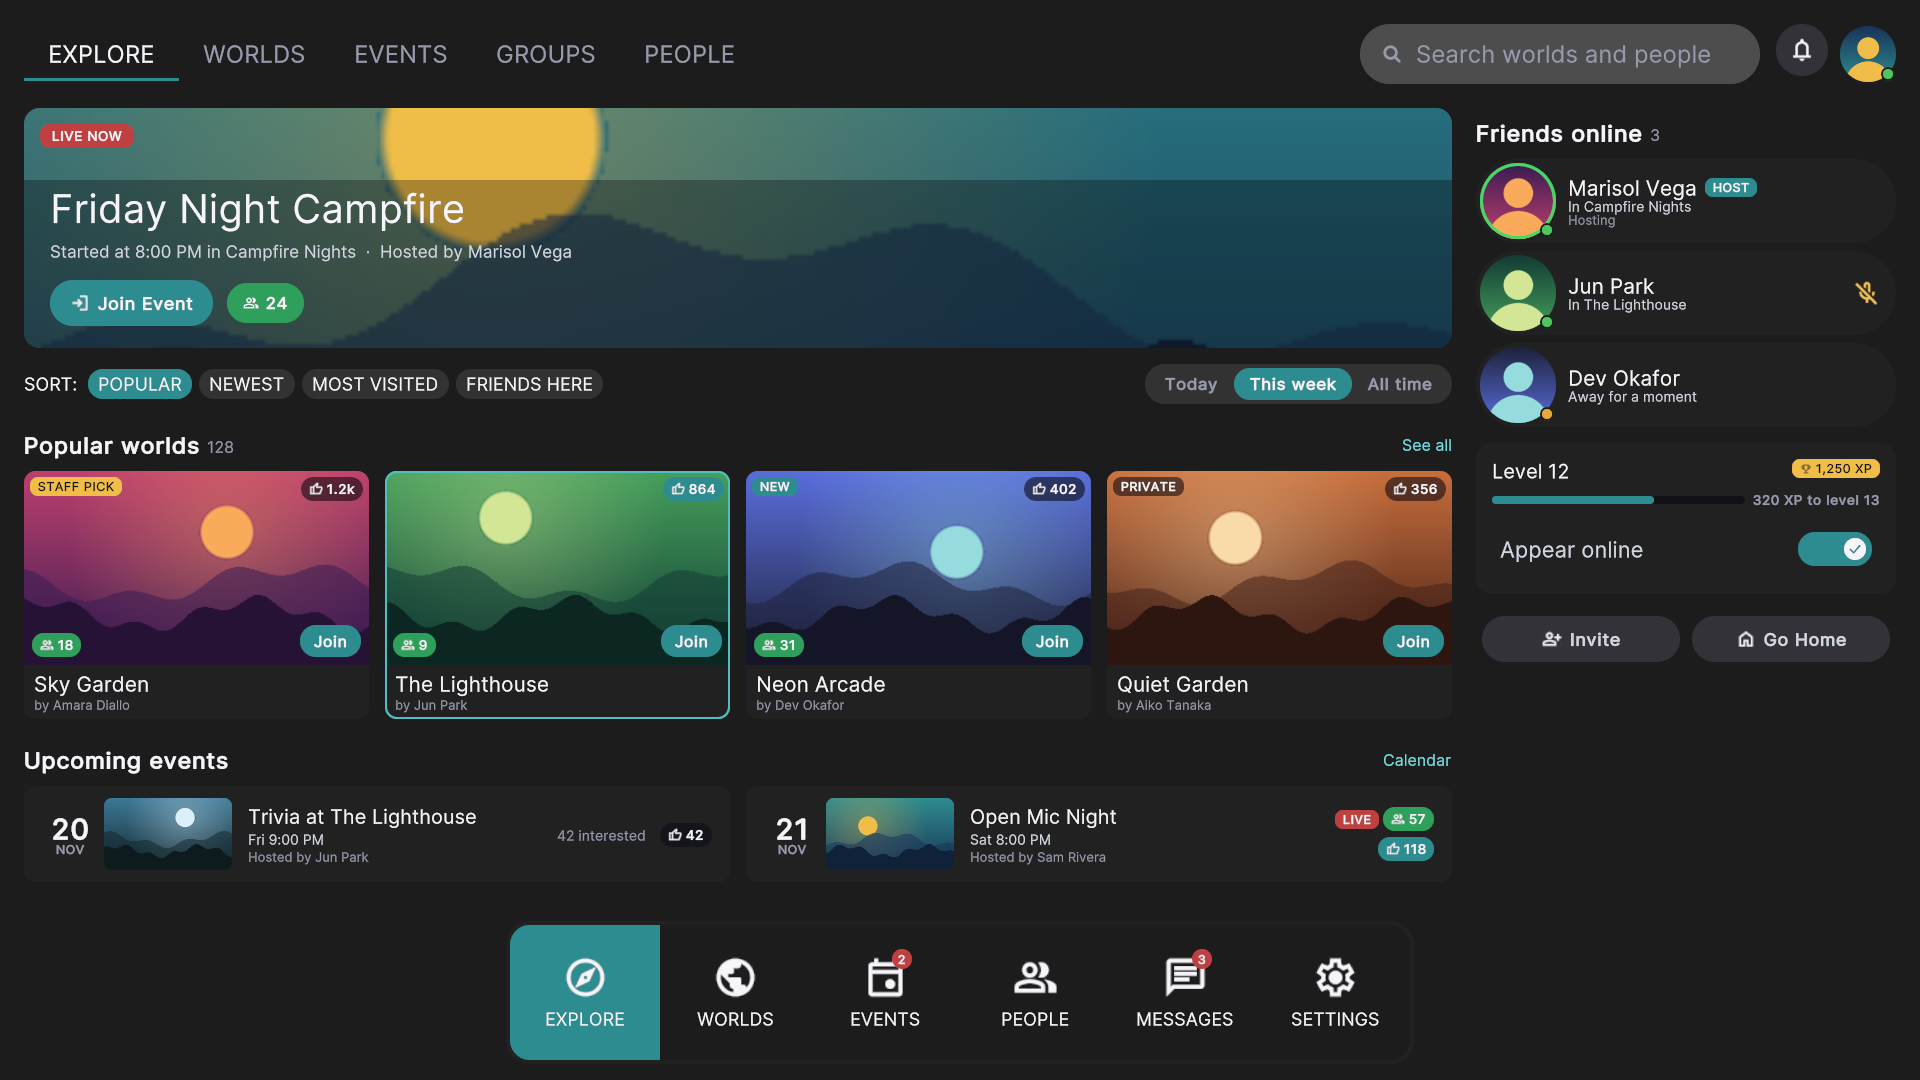 EXPLORE
WORLDS
EVENTS
GROUPS
PEOPLE
Search worlds and people
LIVE NOW
Friday Night Campfire
Started at 8:00 PM in Campfire Nights · Hosted by Marisol Vega
Join Event
24
SORT:
POPULAR
NEWEST
MOST VISITED
FRIENDS HERE
Today
This week
All time
Popular worlds 128
See all
STAFF PICK
1.2k
18
Join
Sky Garden
by Amara Diallo
864
9
Join
The Lighthouse
by Jun Park
NEW
402
31
Join
Neon Arcade
by Dev Okafor
PRIVATE
356
Join
Quiet Garden
by Aiko Tanaka
Upcoming events
Calendar
20
NOV
Trivia at The Lighthouse
Fri 9:00 PM
Hosted by Jun Park
42 interested
42
21
NOV
Open Mic Night
Sat 8:00 PM
Hosted by Sam Rivera
LIVE
57
118
Friends online 3
Marisol Vega
HOST
In Campfire Nights
Hosting
Jun Park
In The Lighthouse
Dev Okafor
Away for a moment
Level 12
1,250 XP
320 XP to level 13
Appear online
Invite
Go Home
EXPLORE
WORLDS
2
EVENTS
PEOPLE
3
MESSAGES
SETTINGS